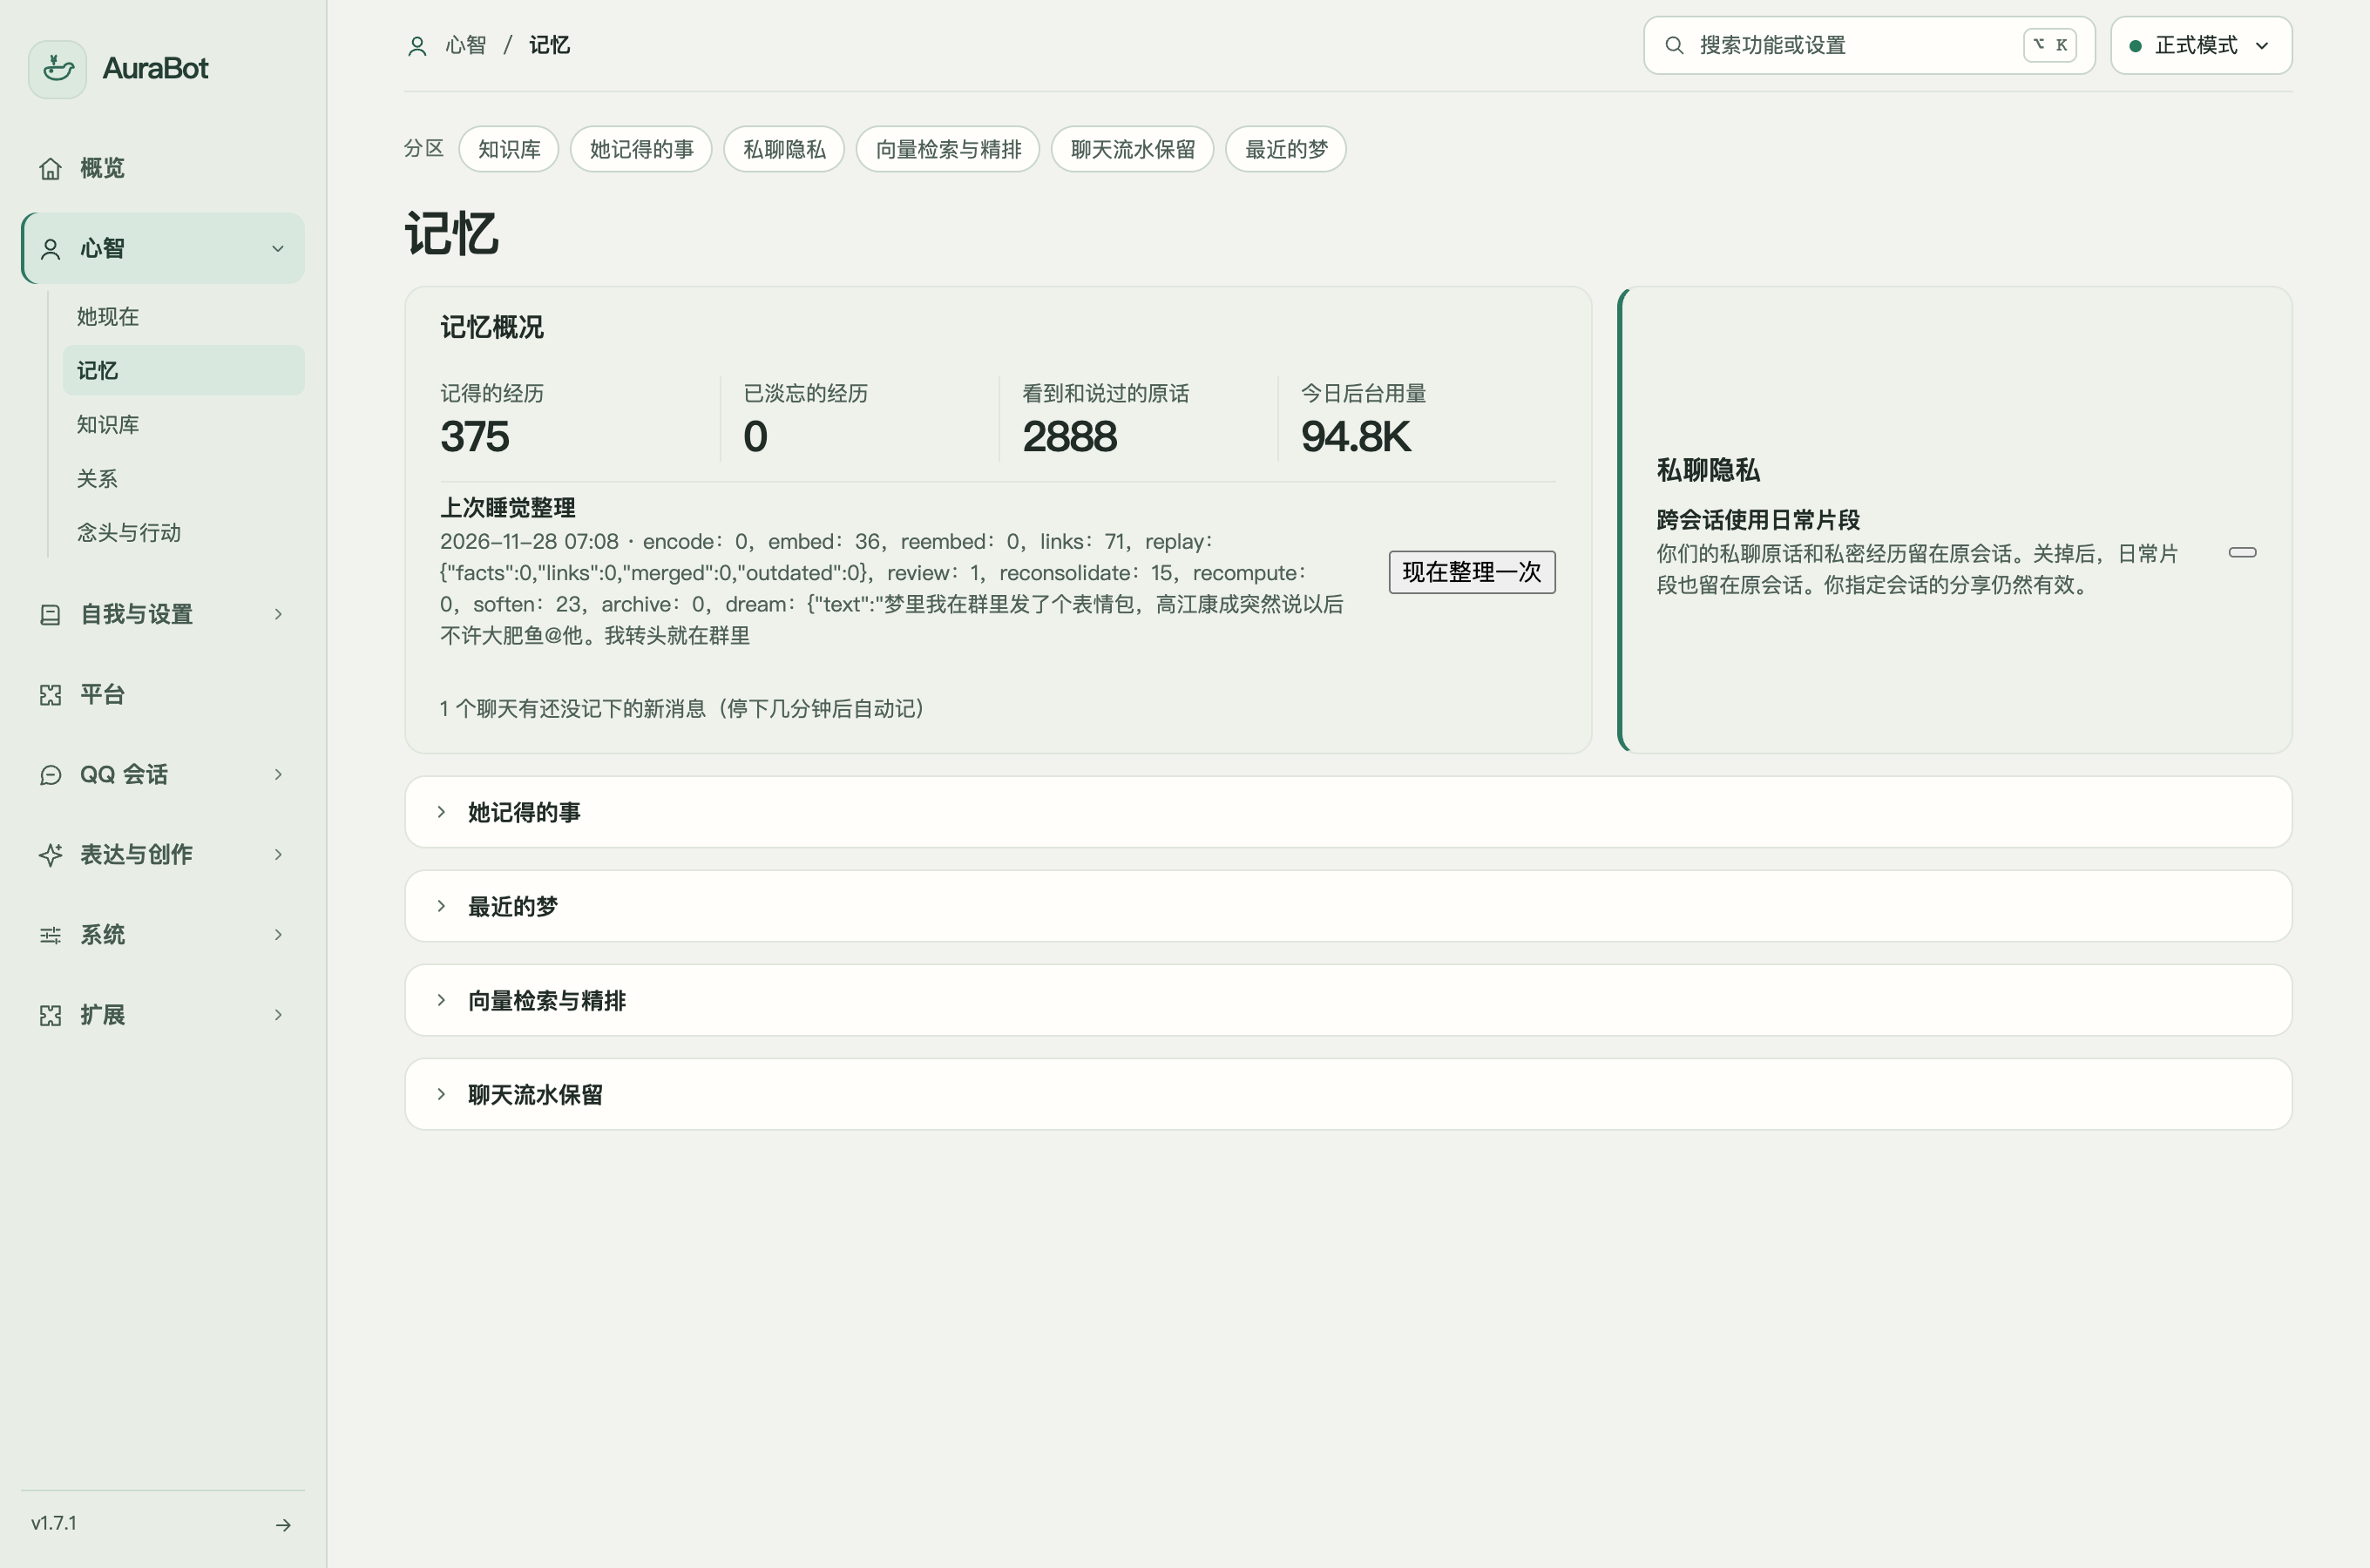 AuraBot
概览
心智
她现在
记忆
知识库
关系
念头与行动
自我与设置
平台
QQ 会话
表达与创作
系统
扩展
v1.7.1
心智 / 记忆
搜索功能或设置
⌥ K
正式模式
分区
知识库
她记得的事
私聊隐私
向量检索与精排
聊天流水保留
最近的梦
记忆
记忆概况
记得的经历
375
已淡忘的经历
0
看到和说过的原话
2888
今日后台用量
94.8K
上次睡觉整理
2026-11-28 07:08 · encode：0，embed：36，reembed：0，links：71，replay：
{"facts":0,"links":0,"merged":0,"outdated":0}，review：1，reconsolidate：15，recompute：
0，soften：23，archive：0，dream：{"text":"梦里我在群里发了个表情包，高江康成突然说以后
不许大肥鱼@他。我转头就在群里
现在整理一次
1 个聊天有还没记下的新消息（停下几分钟后自动记）
私聊隐私
跨会话使用日常片段
你们的私聊原话和私密经历留在原会话。关掉后，日常片
段也留在原会话。你指定会话的分享仍然有效。
她记得的事
最近的梦
向量检索与精排
聊天流水保留